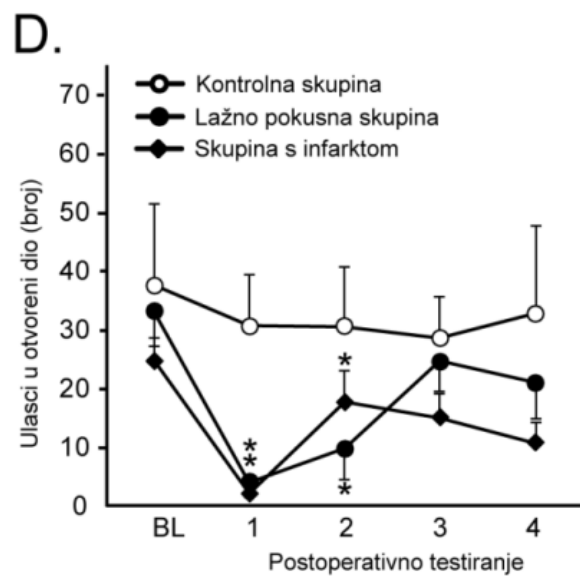 D.
Kontrolna skupina
Lažno pokusna skupina
Skupina s infarktom
Ulasci u otvoreni dio (broj)
70
60
50
40
30
20
10
0
*
*
*
*
BL 1 2 3 4
Postoperativno testiranje